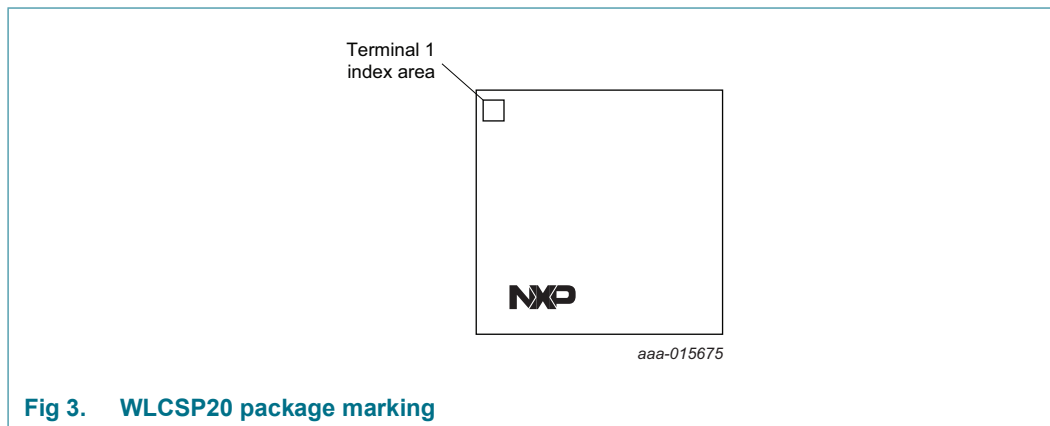 Terminal 1
index area
NXP
aaa-015675
Fig 3. WLCSP20 package marking